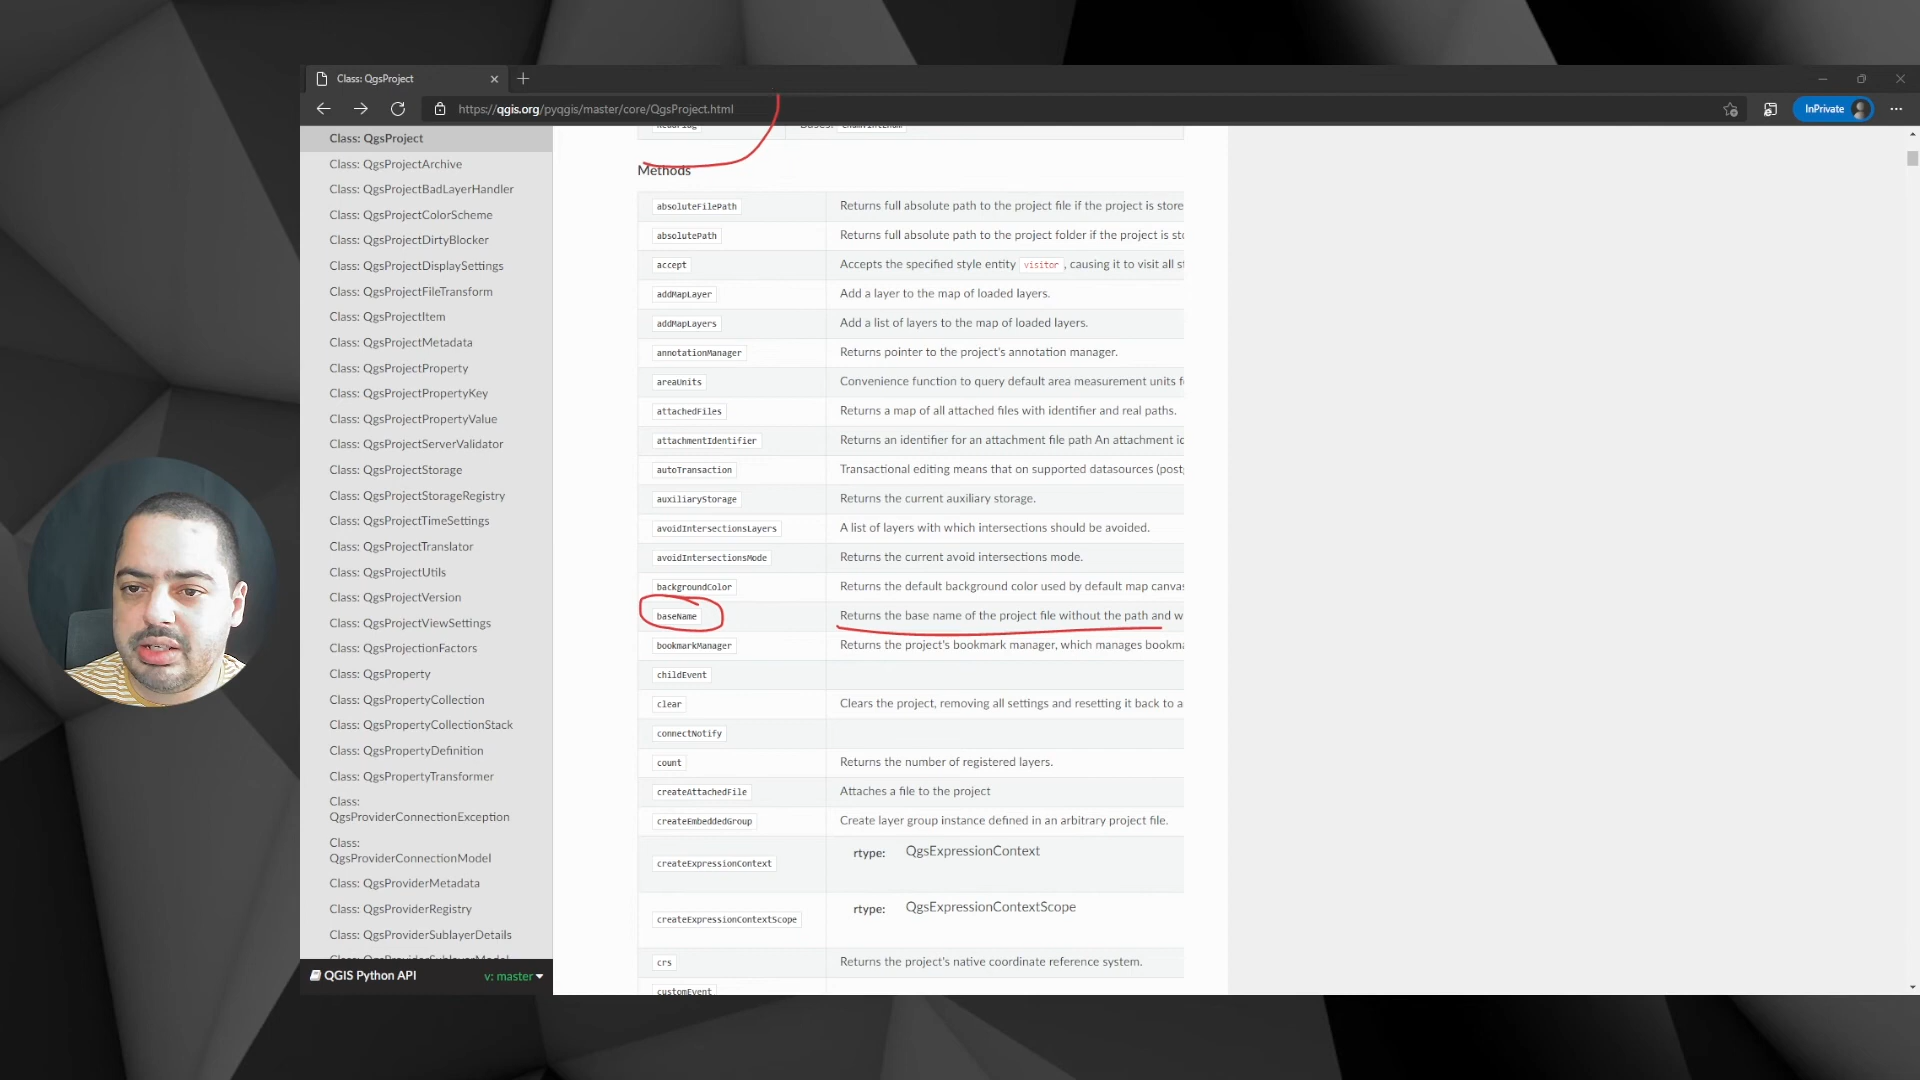 Class: QgsProject
https://qgis.org/pyqgis/master/core/QgsProject.html
InPrivate
Class: QgsProject
Class: QgsProjectArchive
Class: QgsProjectBadLayerHandler
Class: QgsProjectColorScheme
Class: QgsProjectDirtyBlocker
Class: QgsProjectDisplaySettings
Class: QgsProjectFileTransform
Class: QgsProjectItem
Class: QgsProjectMetadata
Class: QgsProjectProperty
Class: QgsProjectPropertyKey
Class: QgsProjectPropertyValue
Class: QgsProjectServerValidator
Class: QgsProjectStorage
Class: QgsProjectStorageRegistry
Class: QgsProjectTimeSettings
Class: QgsProjectTranslator
Class: QgsProjectUtils
Class: QgsProjectVersion
Class: QgsProjectViewSettings
Class: QgsProjectionFactors
Class: QgsProperty
Class: QgsPropertyCollection
Class: QgsPropertyCollectionStack
Class: QgsPropertyDefinition
Class: QgsPropertyTransformer
Class:
QgsProviderConnectionException
Class:
QgsProviderConnectionModel
Class: QgsProviderMetadata
Class: QgsProviderRegistry
Class: QgsProviderSublayerDetails
QGIS Python API v: master
Methods
absoluteFilePath Returns full absolute path to the project file if the project is store
absolutePath Returns full absolute path to the project folder if the project is sto
accept Accepts the specified style entity visitor , causing it to visit all s
addMapLayer Add a layer to the map of loaded layers.
addMapLayers Add a list of layers to the map of loaded layers.
annotationManager Returns pointer to the project's annotation manager.
areaUnits Convenience function to query default area measurement units f
attachedFiles Returns a map of all attached files with identifier and real paths.
attachmentIdentifier Returns an identifier for an attachment file path An attachment ic
autoTransaction Transactional editing means that on supported datasources (post
auxiliaryStorage Returns the current auxiliary storage.
avoidIntersectionsLayers A list of layers with which intersections should be avoided.
avoidIntersectionsMode Returns the current avoid intersections mode.
backgroundColor Returns the default background color used by default map canvas
baseName Returns the base name of the project file without the path and w
bookmarkManager Returns the project's bookmark manager, which manages bookma
childEvent
clear Clears the project, removing all settings and resetting it back to a
connectNotify
count Returns the number of registered layers.
createAttachedFile Attaches a file to the project
createEmbeddedGroup Create layer group instance defined in an arbitrary project file.
createExpressionContext rtype: QgsExpressionContext
createExpressionContextScope rtype: QgsExpressionContextScope
crs Returns the project's native coordinate reference system.
customEvent